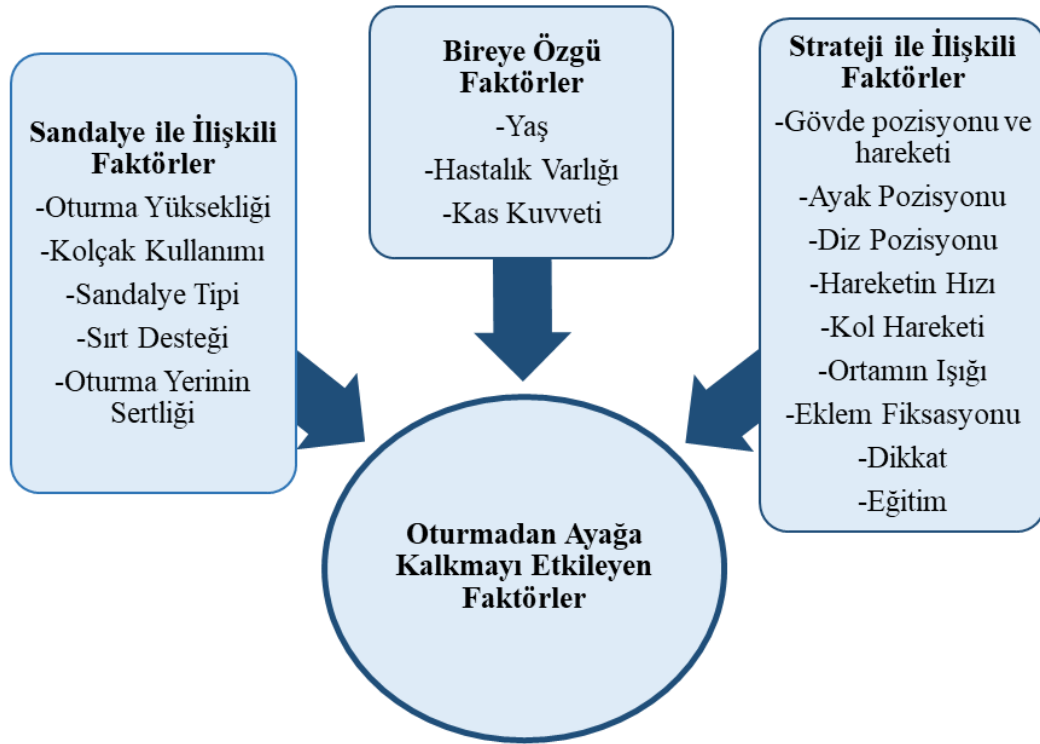 Sandalye ile İlişkili
Faktörler
-Oturma Yüksekliği
-Kolçak Kullanımı
-Sandalye Tipi
-Sırt Desteği
-Oturma Yerinin
Sertliği
Bireye Özgü
Faktörler
-Yaş
-Hastalık Varlığı
-Kas Kuvveti
Strateji ile İlişkili
Faktörler
-Gövde pozisyonu ve
hareketi
-Ayak Pozisyonu
-Diz Pozisyonu
-Hareketin Hızı
-Kol Hareketi
-Ortamın Işığı
-Eklem Fiksasyonu
-Dikkat
-Eğitim
Oturmadan Ayağa
Kalkmayı Etkileyen
Faktörler